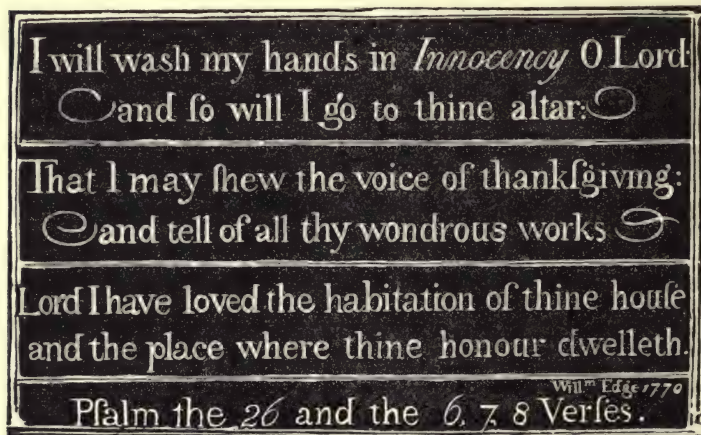 I will wash my hands in Innocency O Lord
and ſo will I go to thine altar:
That I may ſhew the voice of thankſgiving:
and tell of all thy wondrous works
Lord I have loved the habitation of thine houſe
and the place where thine honour dwelleth.
Willᵐ Edge 1770
Pſalm the 26 and the 6, 7, 8 Verſes.